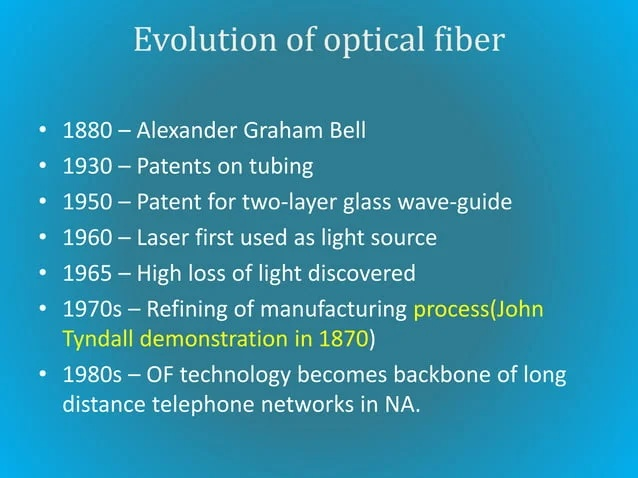 Evolution of optical fiber
• 1880 – Alexander Graham Bell
• 1930 – Patents on tubing
• 1950 – Patent for two-layer glass wave-guide
• 1960 – Laser first used as light source
• 1965 – High loss of light discovered
• 1970s – Refining of manufacturing process(John
Tyndall demonstration in 1870)
• 1980s – OF technology becomes backbone of long
distance telephone networks in NA.